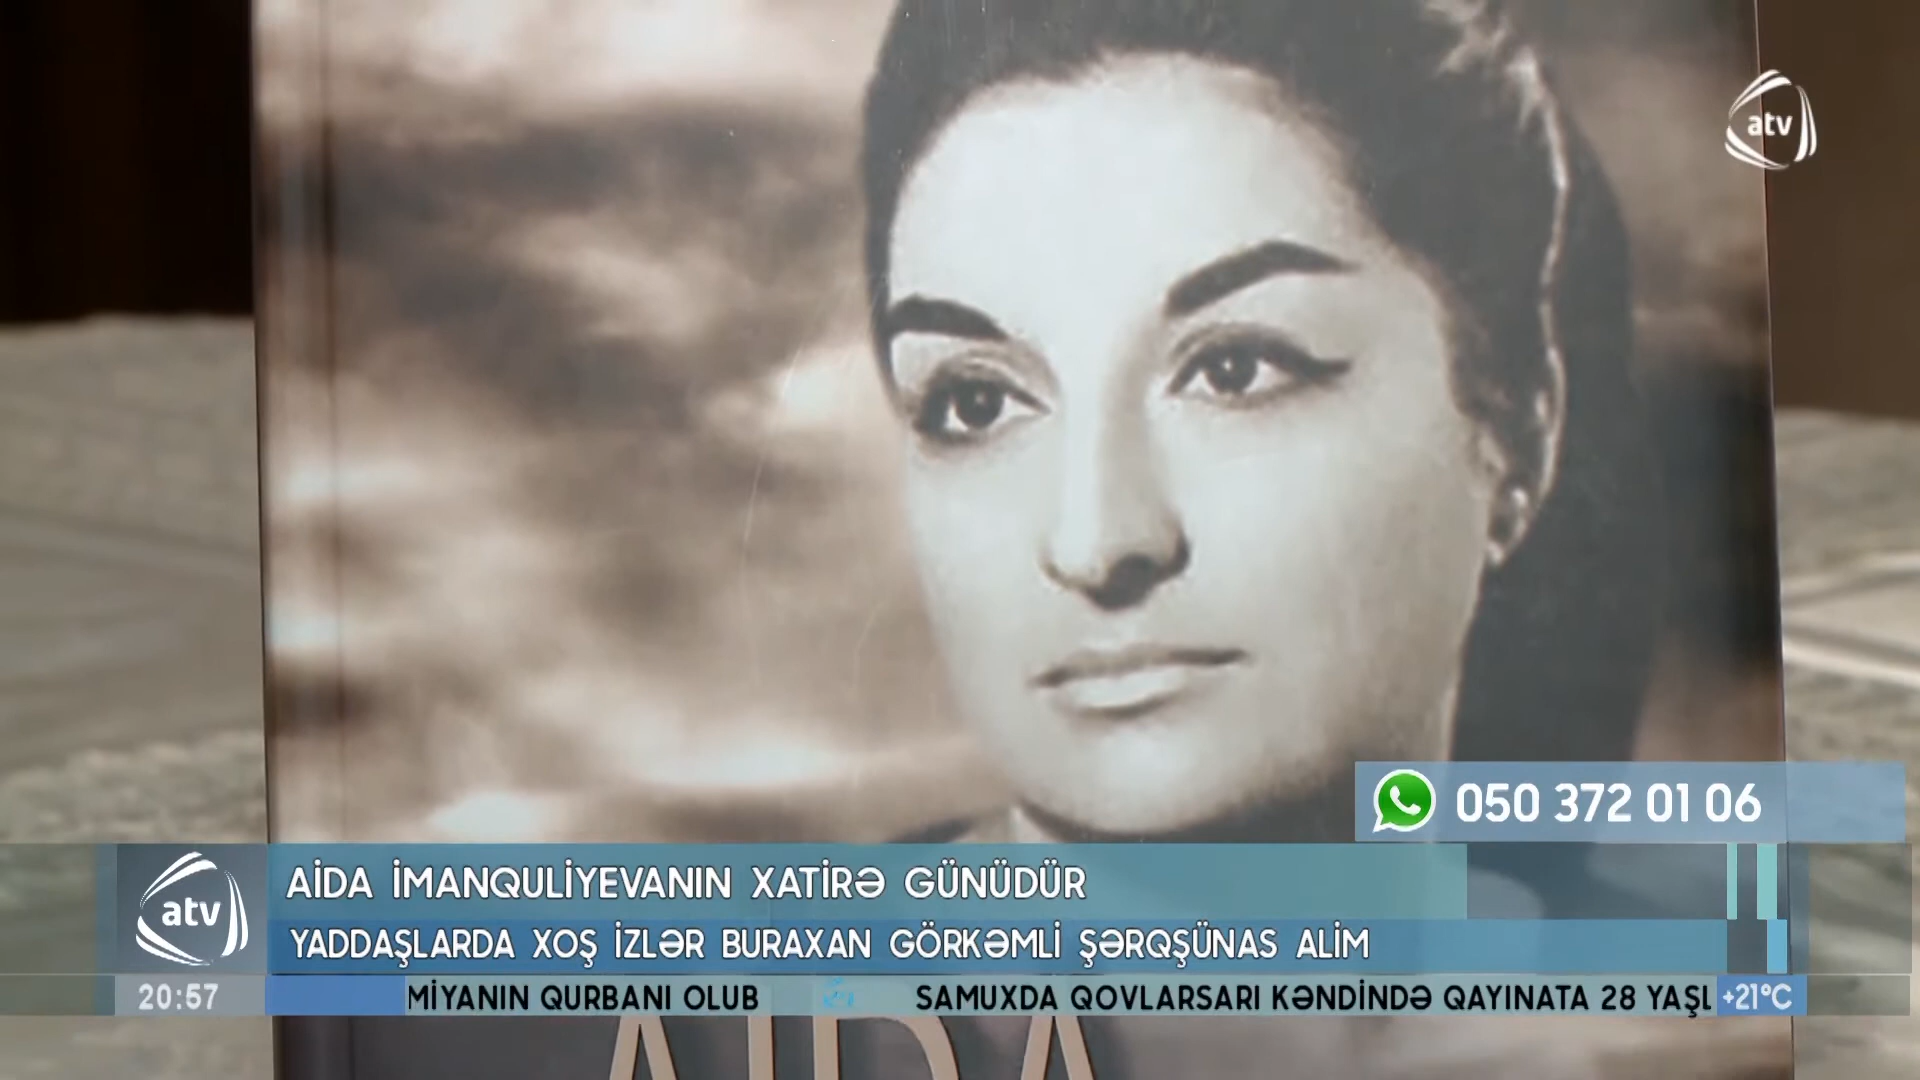 atv
050 372 01 06
atv
AİDA İMANQULİYEVANIN XATİRƏ GÜNÜDÜR
YADDAŞLARDA XOŞ İZLƏR BURAXAN GÖRKƏMLİ ŞƏRQŞÜNAS ALİM
20:57
MİYANIN QURBANI OLUB
SAMUXDA QOVLARSARI KƏNDİNDƏ QAYINATA 28 YAŞL
+21°C
AIDA